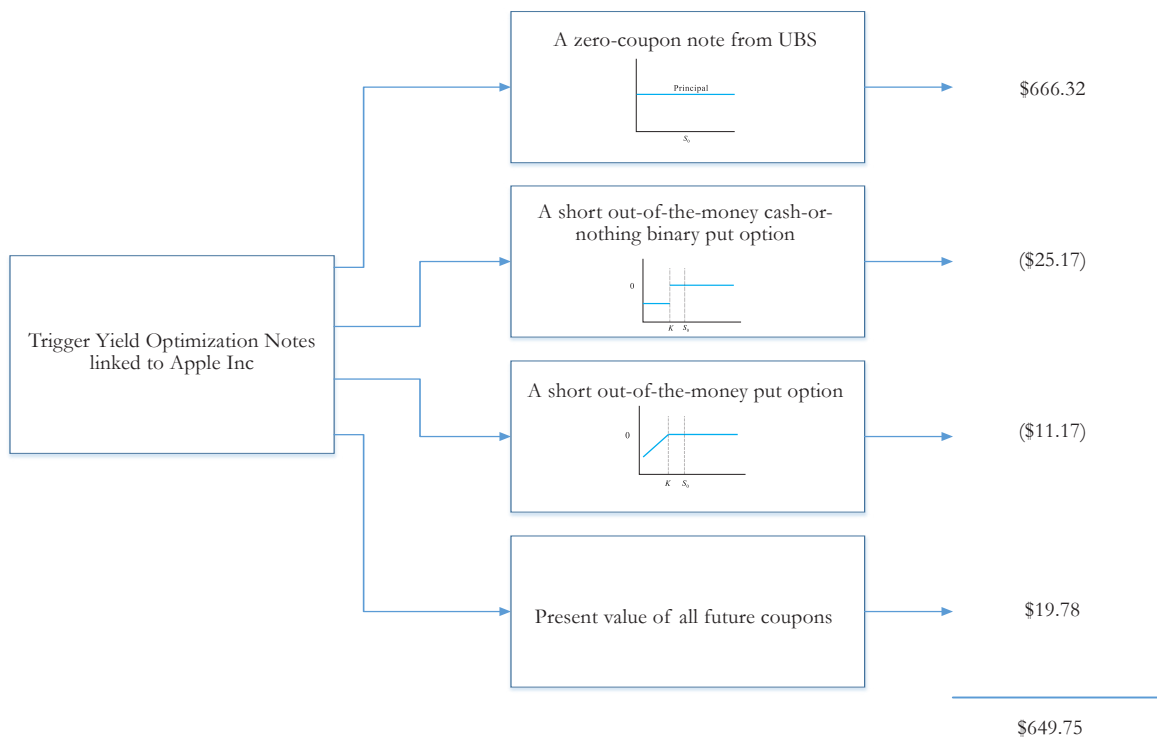 A zero-coupon note from UBS
Principal
S₀
$666.32
A short out-of-the-money cash-or-
nothing binary put option
0
K
S₀
($25.17)
Trigger Yield Optimization Notes
linked to Apple Inc
A short out-of-the-money put option
0
K
S₀
($11.17)
Present value of all future coupons
$19.78
$649.75